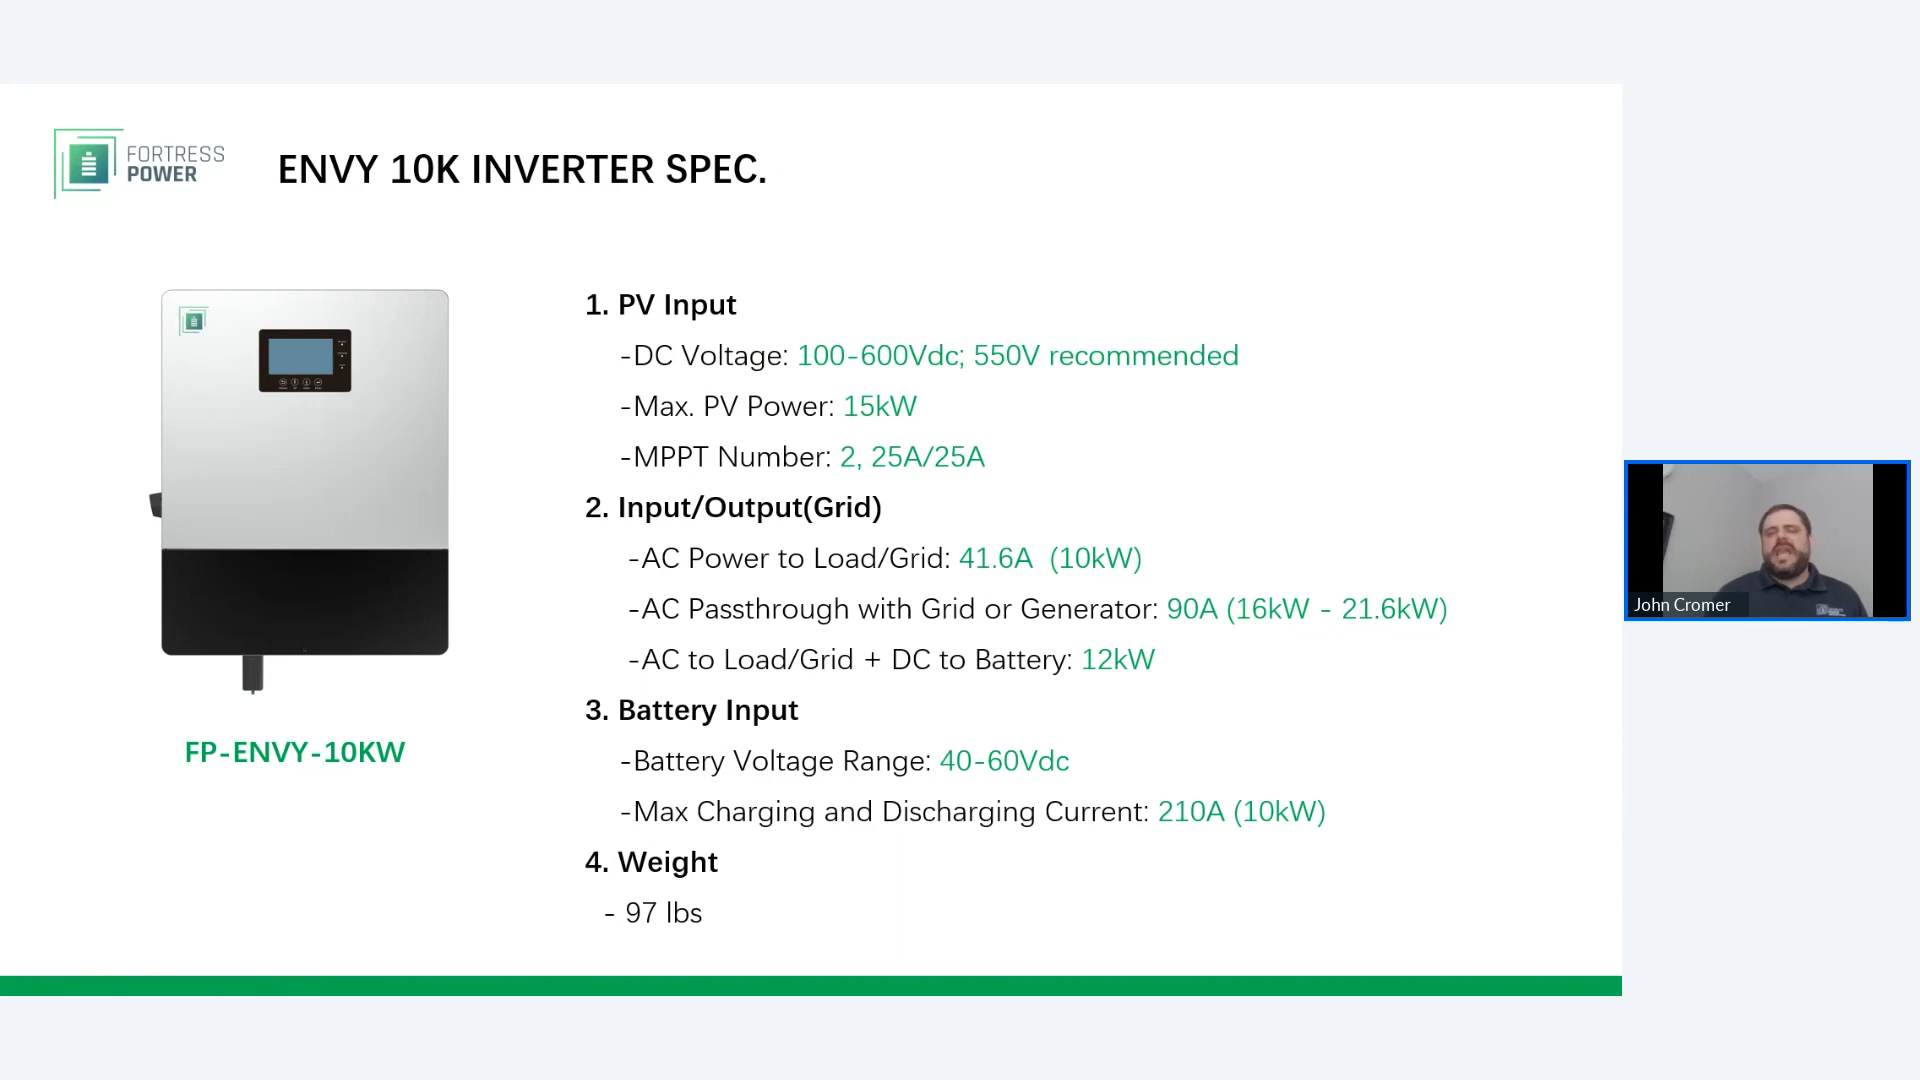 FORTRESS
POWER
ENVY 10K INVERTER SPEC.
1. PV Input
-DC Voltage: 100-600Vdc; 550V recommended
-Max. PV Power: 15kW
-MPPT Number: 2, 25A/25A
2. Input/Output(Grid)
-AC Power to Load/Grid: 41.6A (10kW)
-AC Passthrough with Grid or Generator: 90A (16kW - 21.6kW)
-AC to Load/Grid + DC to Battery: 12kW
3. Battery Input
-Battery Voltage Range: 40-60Vdc
-Max Charging and Discharging Current: 210A (10kW)
4. Weight
- 97 lbs
FP-ENVY-10KW
John Cromer